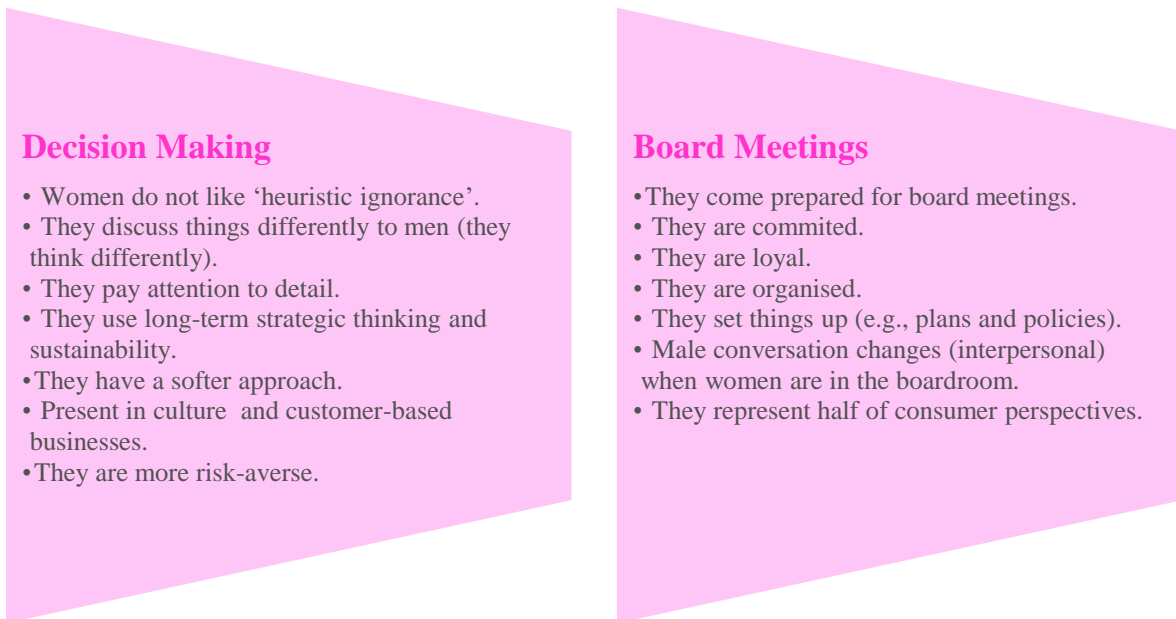 Decision Making
• Women do not like ‘heuristic ignorance’.
• They discuss things differently to men (they
think differently).
• They pay attention to detail.
• They use long-term strategic thinking and
sustainability.
•They have a softer approach.
• Present in culture  and customer-based
businesses.
•They are more risk-averse.
Board Meetings
•They come prepared for board meetings.
• They are commited.
• They are loyal.
• They are organised.
• They set things up (e.g., plans and policies).
• Male conversation changes (interpersonal)
when women are in the boardroom.
• They represent half of consumer perspectives.